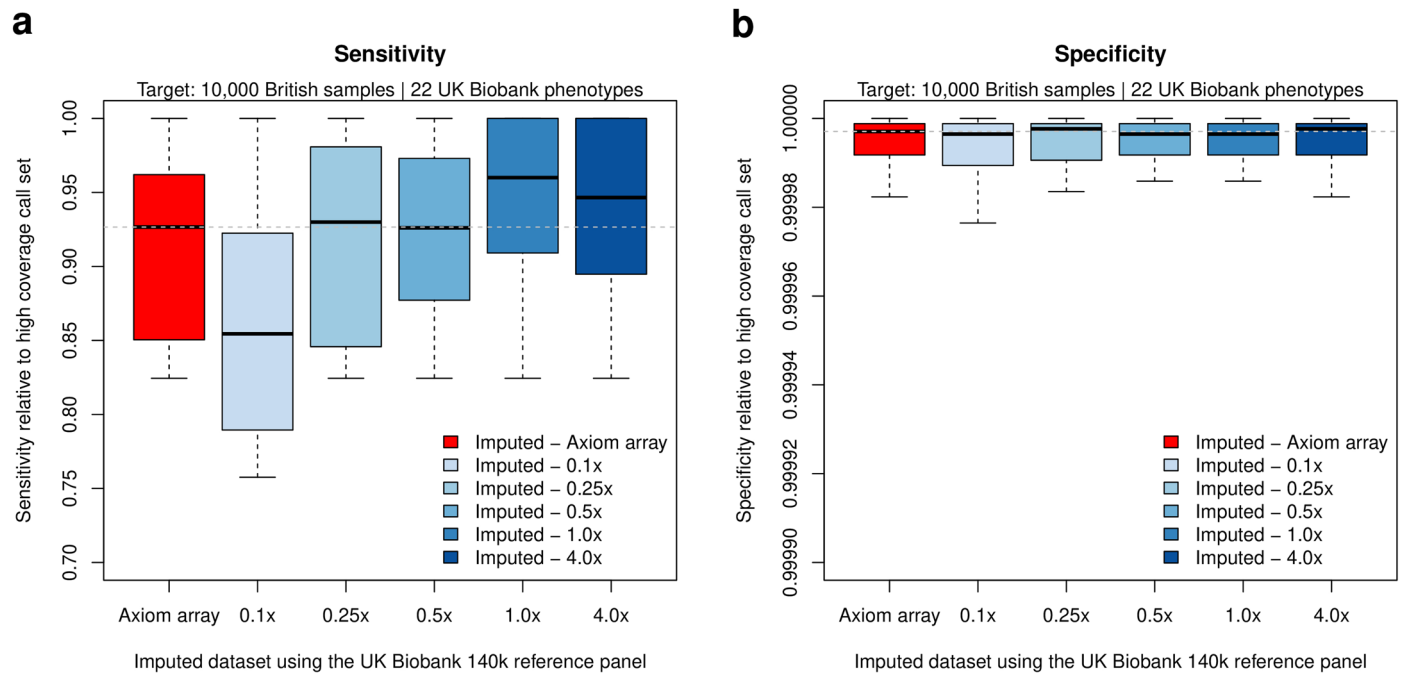 a
Sensitivity
Target: 10,000 British samples | 22 UK Biobank phenotypes
Sensitivity relative to high coverage call set
1.00
0.95
0.90
0.85
0.80
0.75
0.70
Imputed − Axiom array
Imputed − 0.1x
Imputed − 0.25x
Imputed − 0.5x
Imputed − 1.0x
Imputed − 4.0x
Axiom array 0.1x 0.25x 0.5x 1.0x 4.0x
Imputed dataset using the UK Biobank 140k reference panel
b
Specificity
Target: 10,000 British samples | 22 UK Biobank phenotypes
Specificity relative to high coverage call set
1.00000
0.99998
0.99996
0.99994
0.99992
0.99990
Imputed − Axiom array
Imputed − 0.1x
Imputed − 0.25x
Imputed − 0.5x
Imputed − 1.0x
Imputed − 4.0x
Axiom array 0.1x 0.25x 0.5x 1.0x 4.0x
Imputed dataset using the UK Biobank 140k reference panel